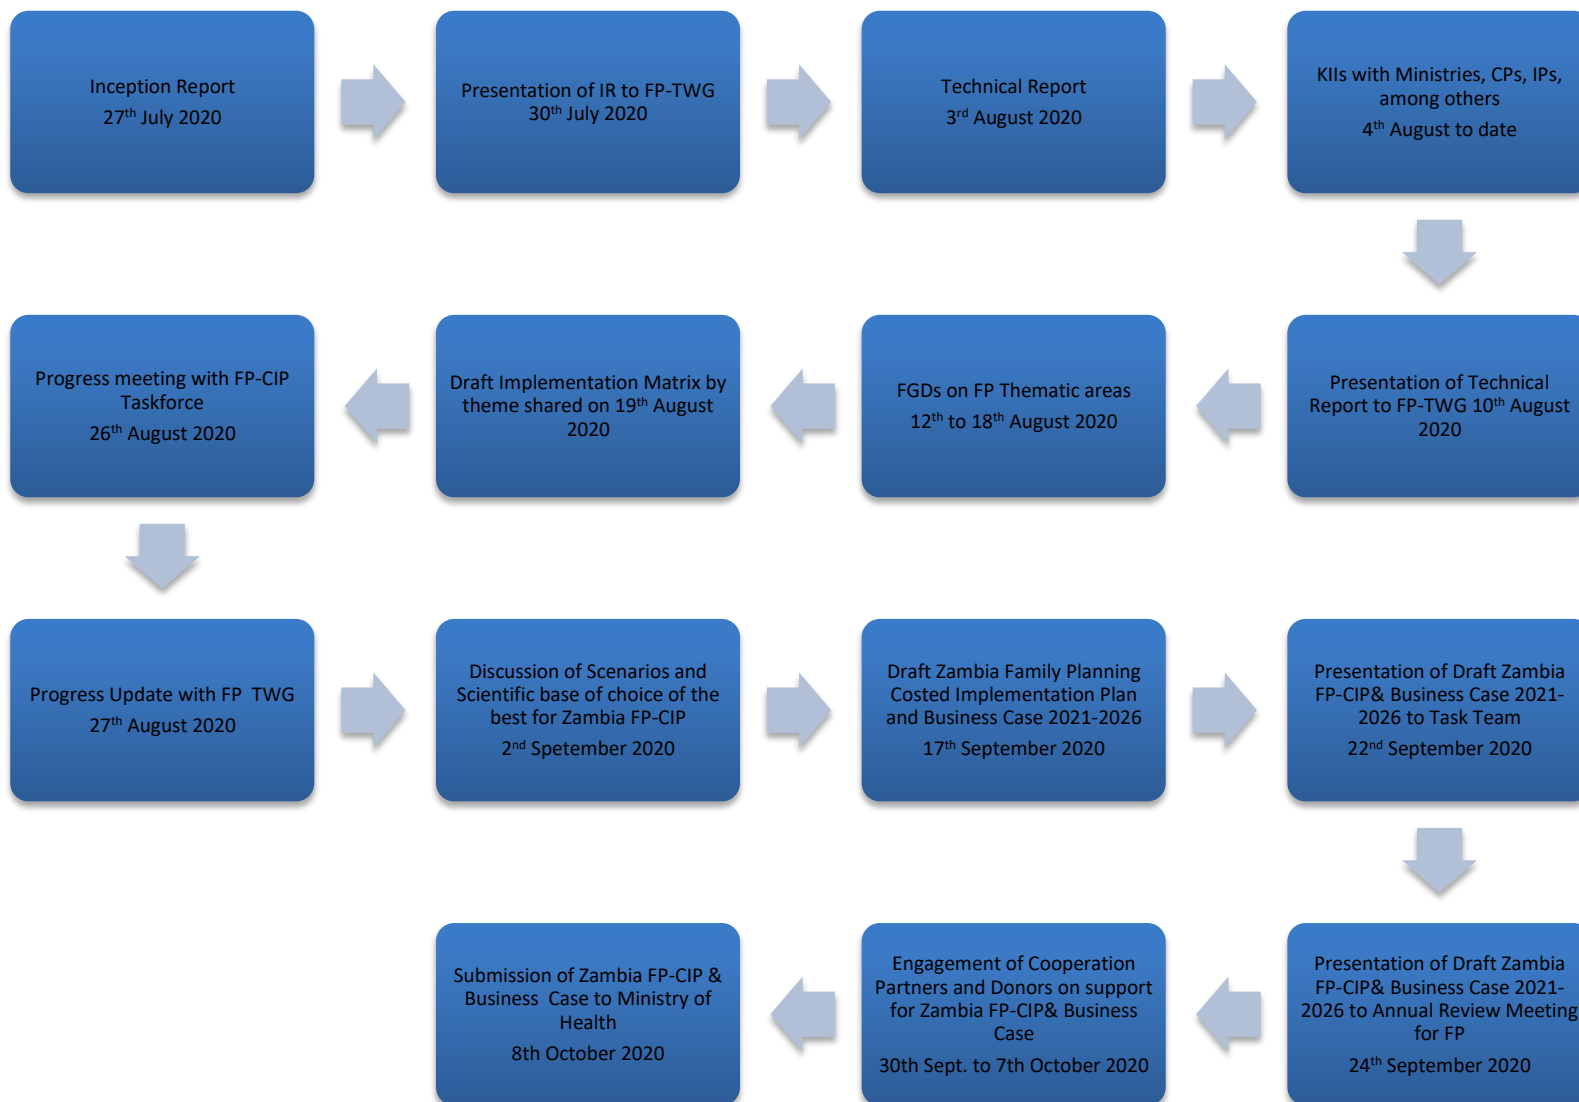 Inception Report
27th July 2020
Presentation of IR to FP-TWG
30th July 2020
Technical Report
3rd August 2020
KIIs with Ministries, CPs, IPs,
among others
4th August to date
Presentation of Technical
Report to FP-TWG 10th August
2020
FGDs on FP Thematic areas
12th to 18th August 2020
Draft Implementation Matrix by
theme shared on 19th August
2020
Progress meeting with FP-CIP
Taskforce
26th August 2020
Progress Update with FP  TWG
27th August 2020
Discussion of Scenarios and
Scientific base of choice of the
best for Zambia FP-CIP
2nd Spetember 2020
Draft Zambia Family Planning
Costed Implementation Plan
and Business Case 2021-2026
17th September 2020
Presentation of Draft Zambia
FP-CIP& Business Case 2021-
2026 to Task Team
22nd September 2020
Presentation of Draft Zambia
FP-CIP& Business Case 2021-
2026 to Annual Review Meeting
for FP
24th September 2020
Engagement of Cooperation
Partners and Donors on support
for Zambia FP-CIP& Business
Case
30th Sept. to 7th October 2020
Submission of Zambia FP-CIP &
Business  Case to Ministry of
Health
8th October 2020